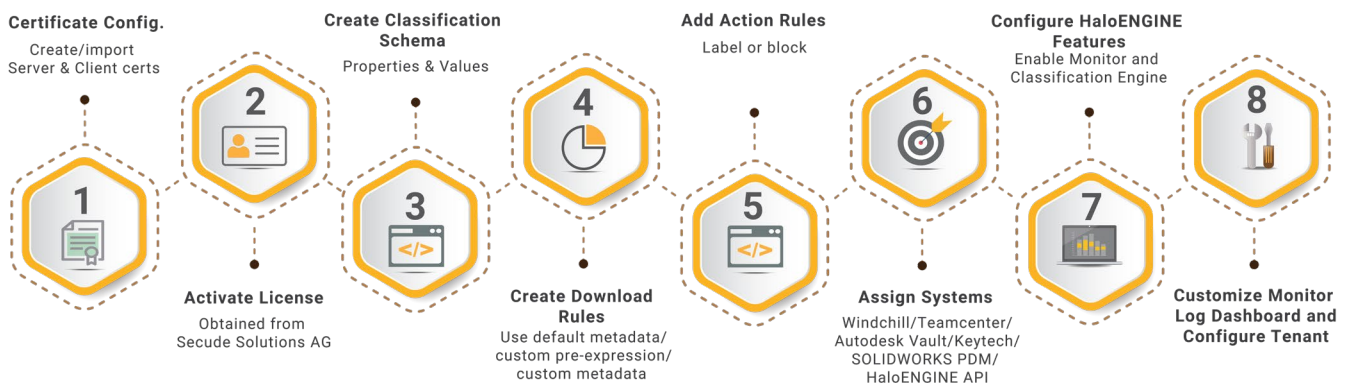 Certificate Config.
Create/import
Server & Client certs
1
2
Activate License
Obtained from
Secude Solutions AG
Create Classification
Schema
Properties & Values
3
</>
4
Create Download
Rules
Use default metadata/
custom pre-expression/
custom metadata
Add Action Rules
Label or block
5
</>
6
Assign Systems
Windchill/Teamcenter/
Autodesk Vault/Keytech/
SOLIDWORKS PDM/
HaloENGINE API
Configure HaloENGINE
Features
Enable Monitor and
Classification Engine
7
8
Customize Monitor
Log Dashboard and
Configure Tenant